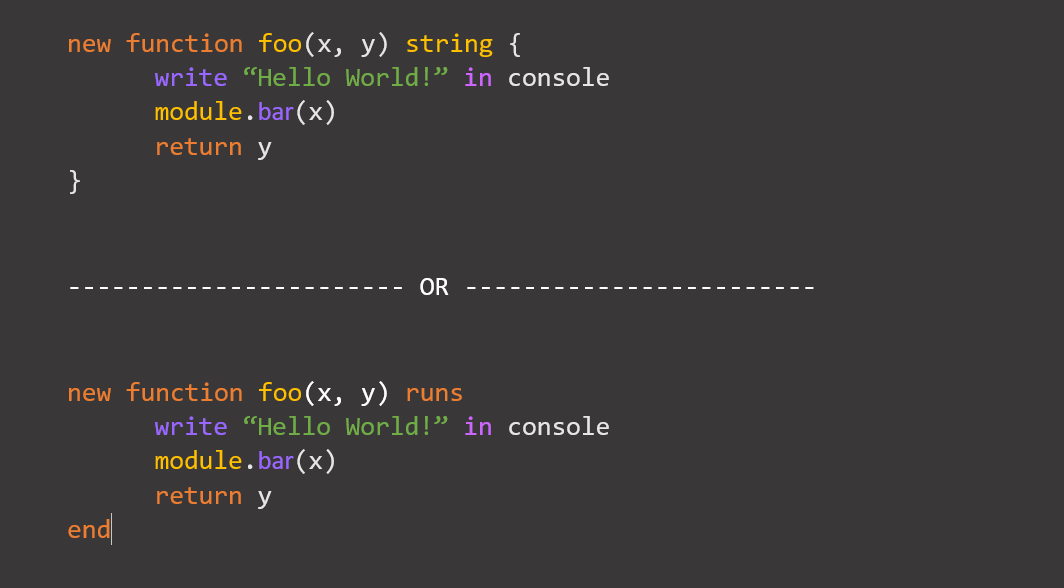 new function foo(x, y) string {
write “Hello World!” in console
module.bar(x)
return y
}
----------------------- OR ------------------------
new function foo(x, y) runs
write “Hello World!” in console
module.bar(x)
return y
end